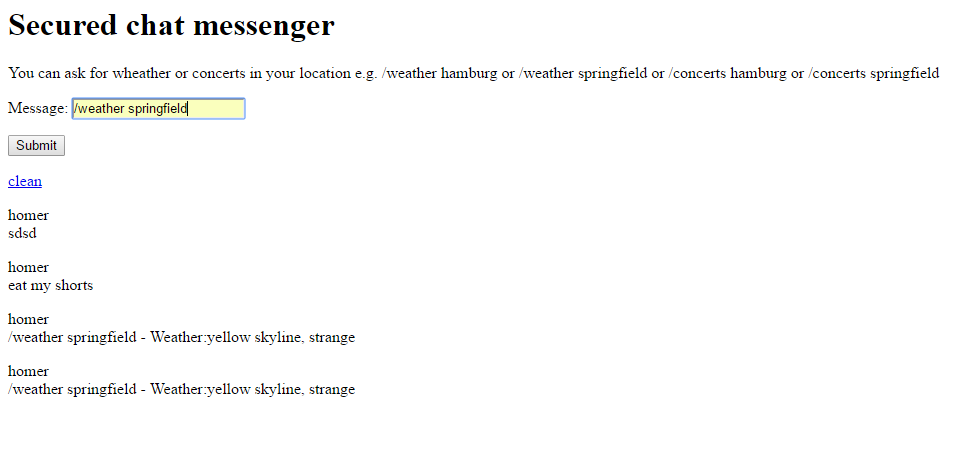 Secured chat messenger
You can ask for wheather or concerts in your location e.g. /weather hamburg or /weather springfield or /concerts hamburg or /concerts springfield
Message: /weather springfield
Submit
clean
homer
sdsd
homer
eat my shorts
homer
/weather springfield - Weather:yellow skyline, strange
homer
/weather springfield - Weather:yellow skyline, strange